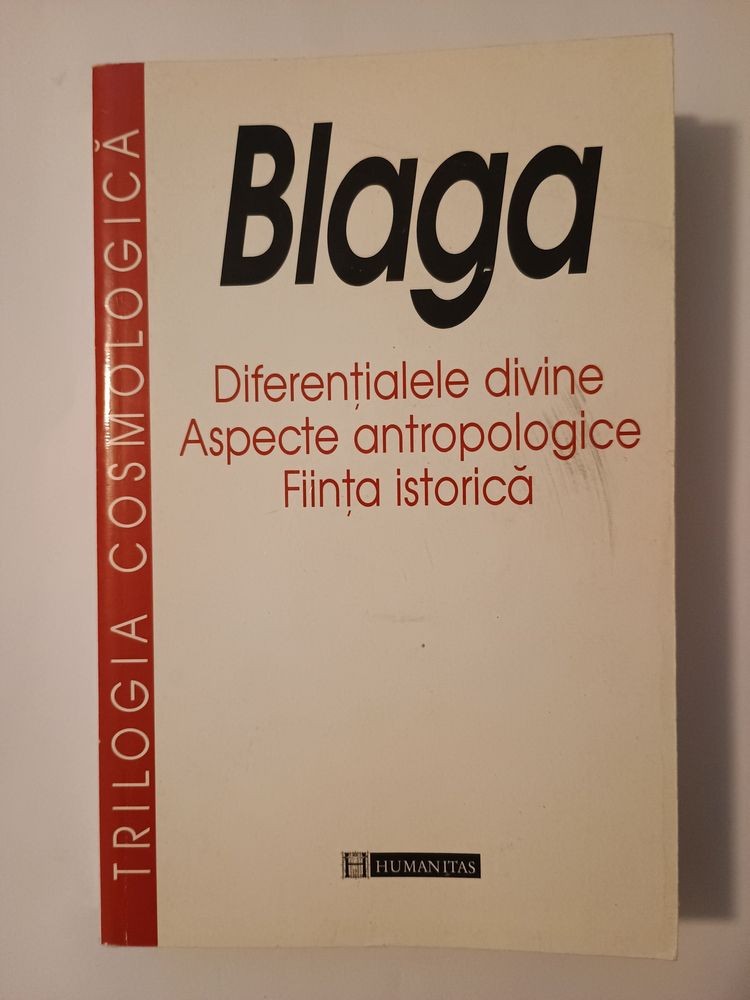 TRILOGIA COSMOLOGICĂ
Blaga
Diferențialele divine
Aspecte antropologice
Ființa istorică
H HUMANITAS